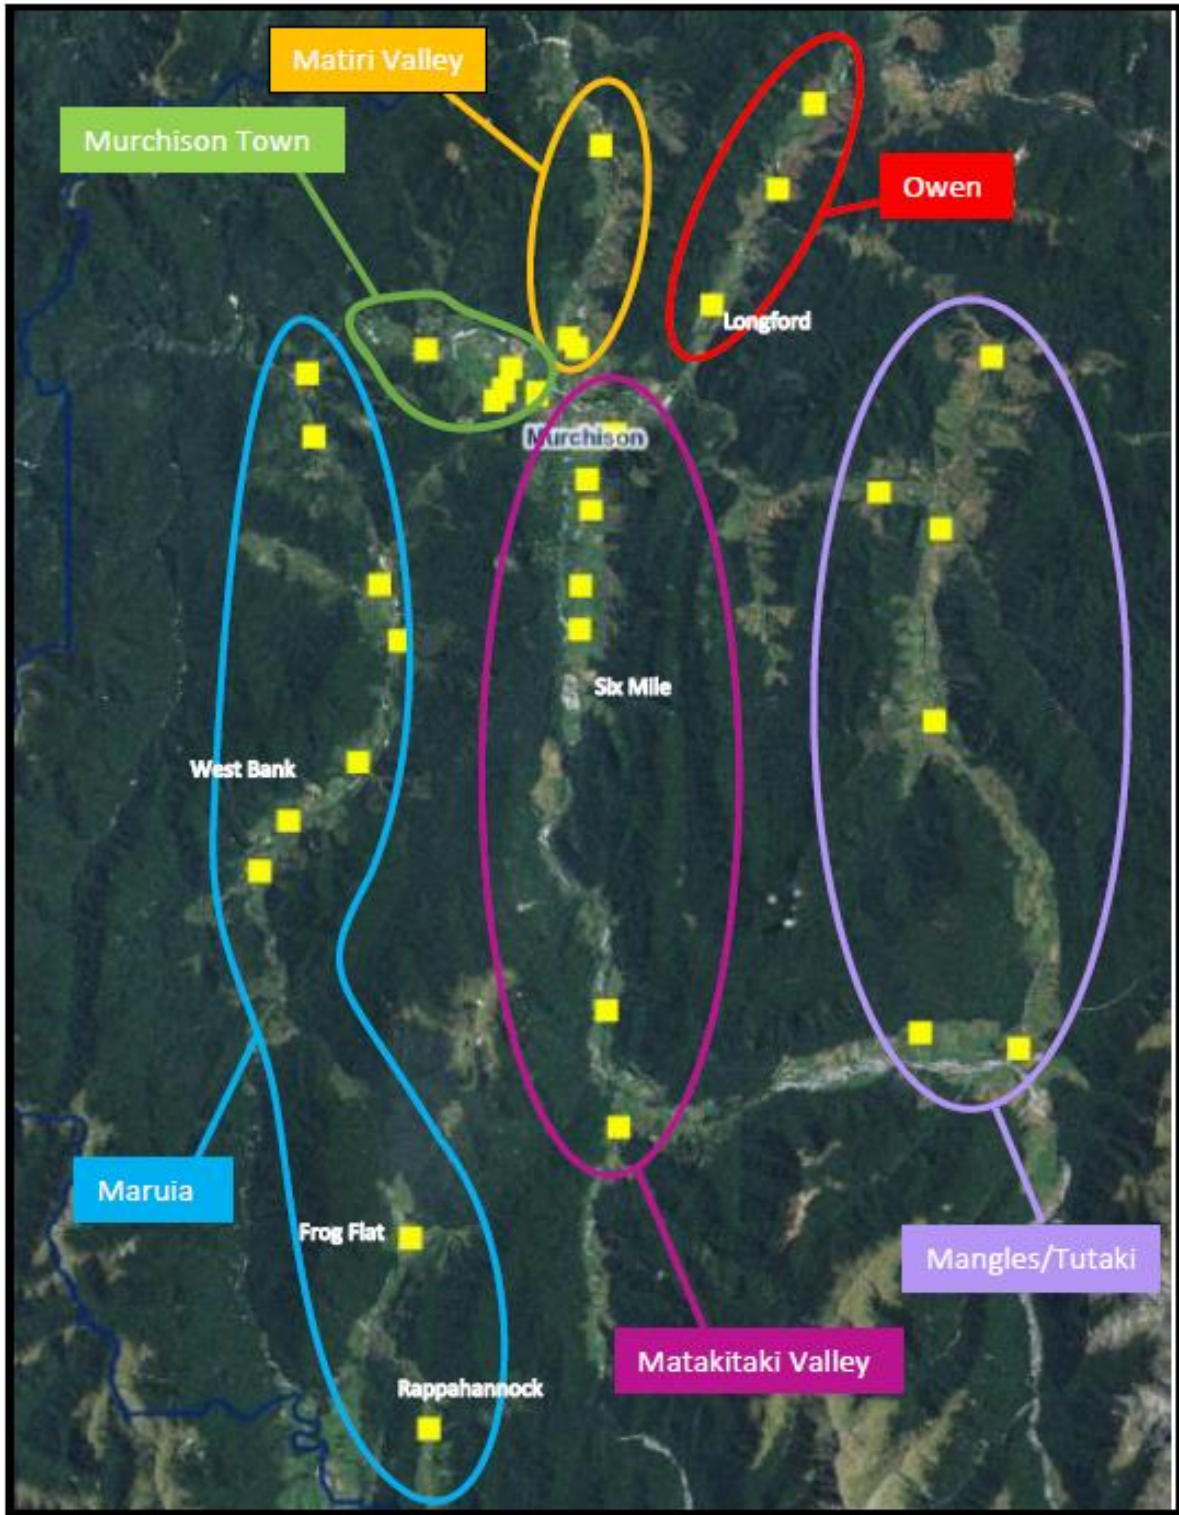 Matiri Valley
Murchison Town
Owen
Longford
Murchison
Six Mile
West Bank
Maruia
Frog Flat
Mangles/Tutaki
Matakitaki Valley
Rappahannock